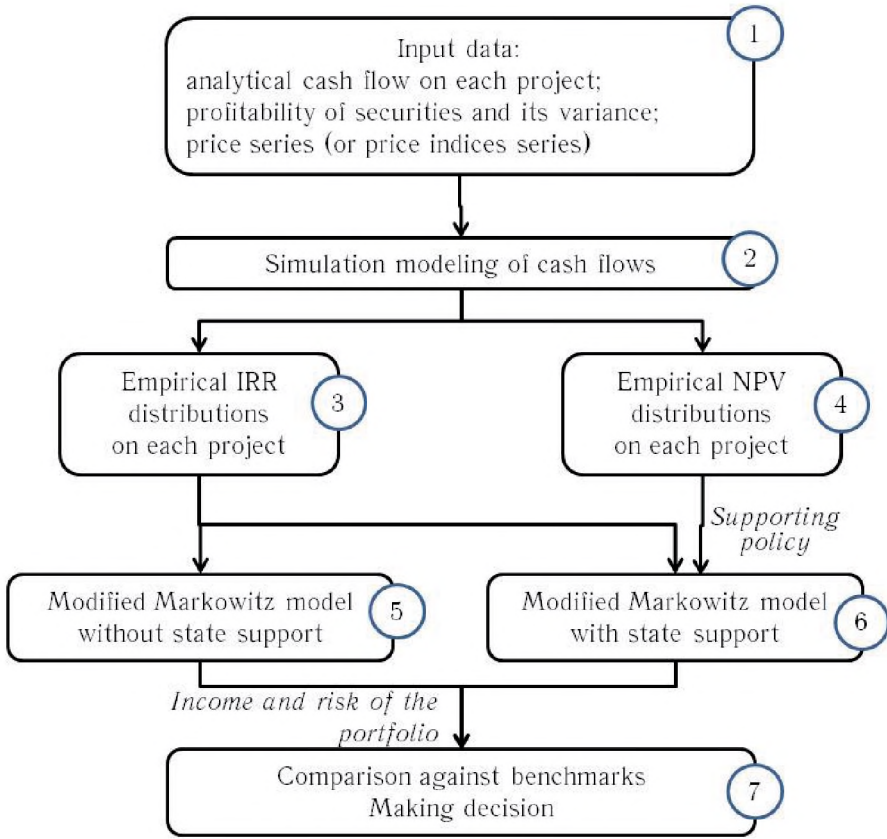 1
Input data:
analytical cash flow on each project;
profitability of securities and its variance;
price series (or price indices series)
Simulation modeling of cash flows
2
Empirical IRR
distributions
on each project
3
Empirical NPV
distributions
on each project
4
Supporting
policy
Modified Markowitz model
without state support
5
Modified Markowitz model
with state support
6
Income and risk of the
portfolio
Comparison against benchmarks
Making decision
7